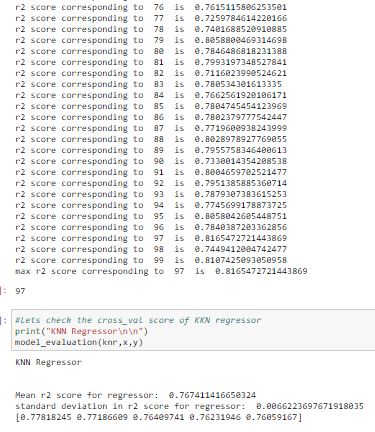 r2 score corresponding to 76 is 0.7615115806253501
r2 score corresponding to 77 is 0.7259784614220166
r2 score corresponding to 78 is 0.7401688520910885
r2 score corresponding to 79 is 0.8058800469314698
r2 score corresponding to 80 is 0.7846486818231388
r2 score corresponding to 81 is 0.7993197348527841
r2 score corresponding to 82 is 0.7116023990524621
r2 score corresponding to 83 is 0.780534301613335
r2 score corresponding to 84 is 0.7662561920106171
r2 score corresponding to 85 is 0.7804745454123969
r2 score corresponding to 86 is 0.7802379777542447
r2 score corresponding to 87 is 0.7719600938243999
r2 score corresponding to 88 is 0.8028978927769055
r2 score corresponding to 89 is 0.7955758346400613
r2 score corresponding to 90 is 0.7330014354208538
r2 score corresponding to 91 is 0.8004659702521477
r2 score corresponding to 92 is 0.7951385885360714
r2 score corresponding to 93 is 0.7879307383615253
r2 score corresponding to 94 is 0.7745699178873725
r2 score corresponding to 95 is 0.8058042605448751
r2 score corresponding to 96 is 0.7840387203362856
r2 score corresponding to 97 is 0.8165472721443869
r2 score corresponding to 98 is 0.7449412004742477
r2 score corresponding to 99 is 0.8107425093050958
max r2 score corresponding to 97 is 0.8165472721443869
]: 97
]: #Lets check the cross_val score of KKN regressor
print("KNN Regressor\n\n")
model_evaluation(knr,x,y)
KNN Regressor
Mean r2 score for regressor: 0.767411416650324
standard deviation in r2 score for regressor: 0.0066223697671918035
[0.77818245 0.77186609 0.76409741 0.76231946 0.76059167]